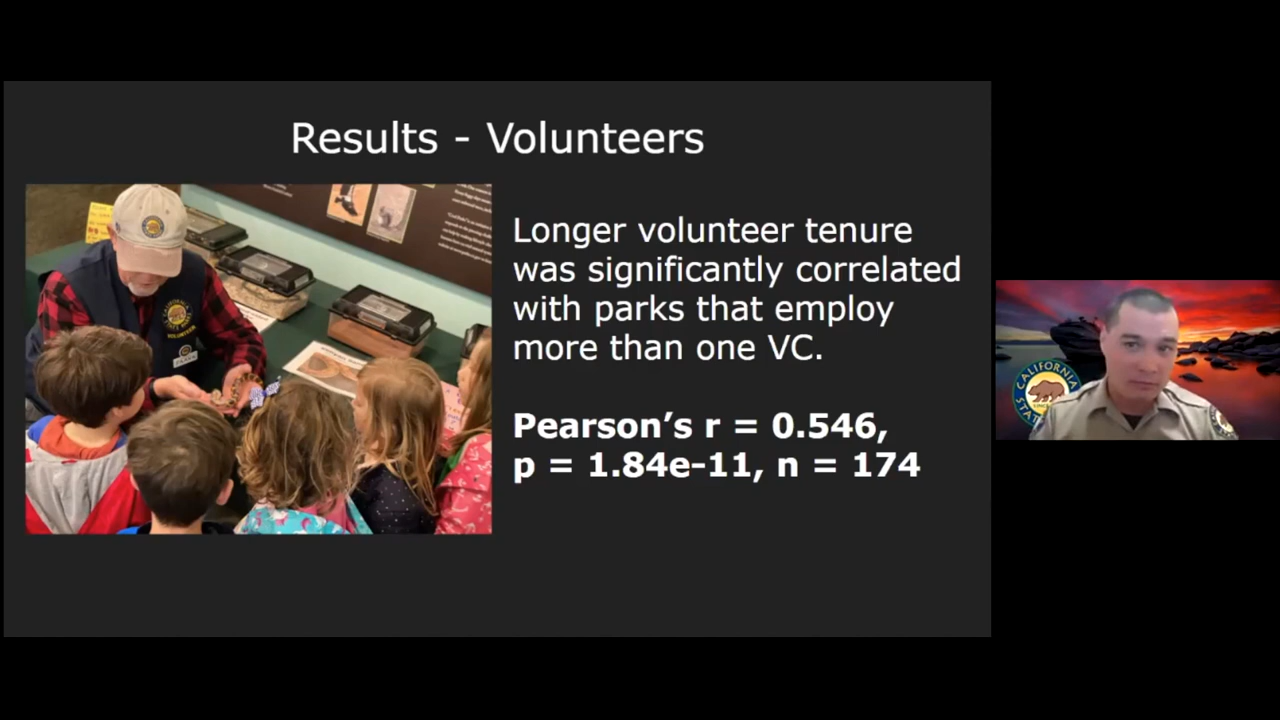 Results - Volunteers
Longer volunteer tenure
was significantly correlated
with parks that employ
more than one VC.
Pearson's r = 0.546,
p = 1.84e-11, n = 174
CALIFORNIA